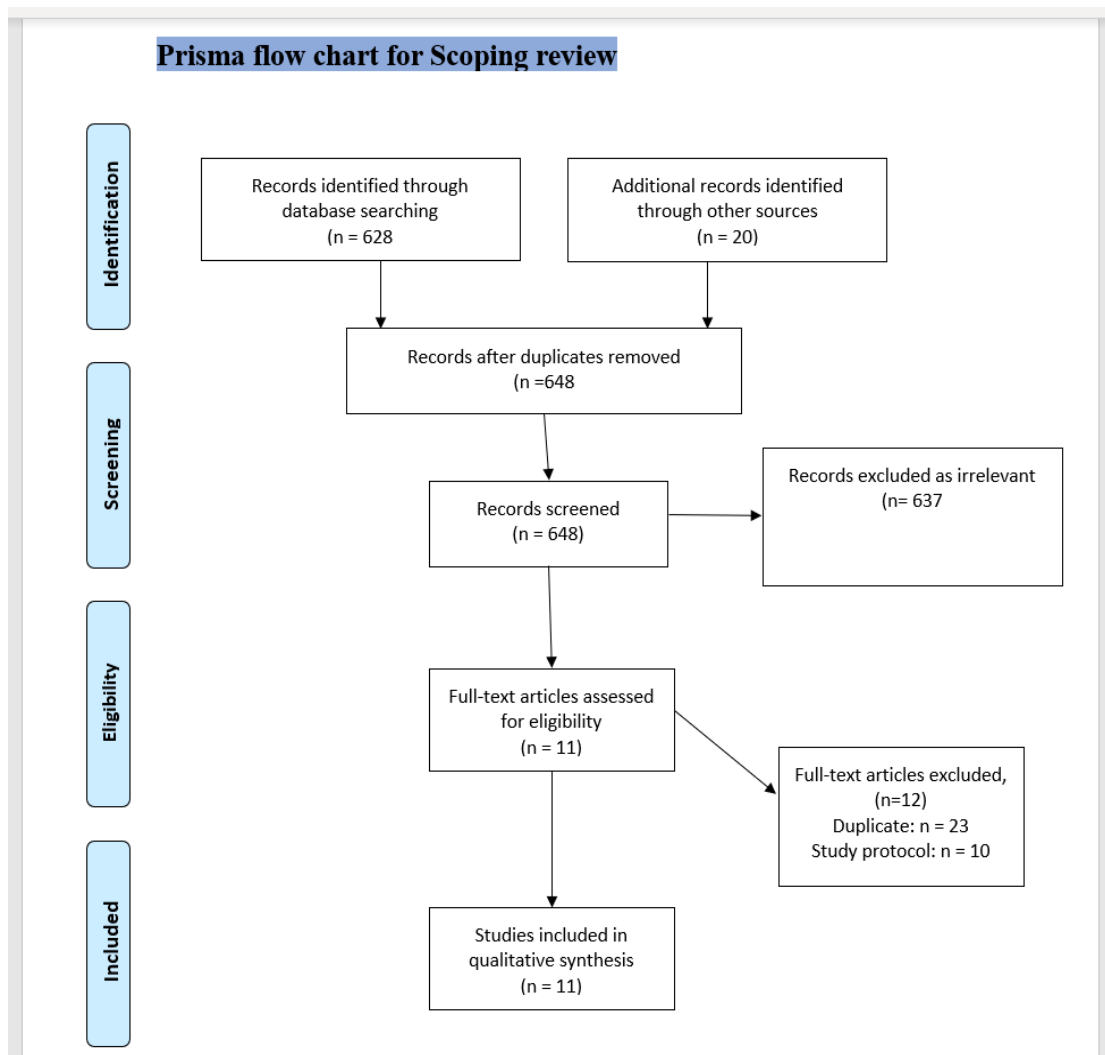 Prisma flow chart for Scoping review
Identification
Records identified through
database searching
(n = 628
Additional records identified
through other sources
(n = 20)
Records after duplicates removed
(n =648
Screening
Records screened
(n = 648)
Records excluded as irrelevant
(n= 637
Eligibility
Full-text articles assessed
for eligibility
(n = 11)
Full-text articles excluded,
(n=12)
Duplicate: n = 23
Study protocol: n = 10
Included
Studies included in
qualitative synthesis
(n = 11)